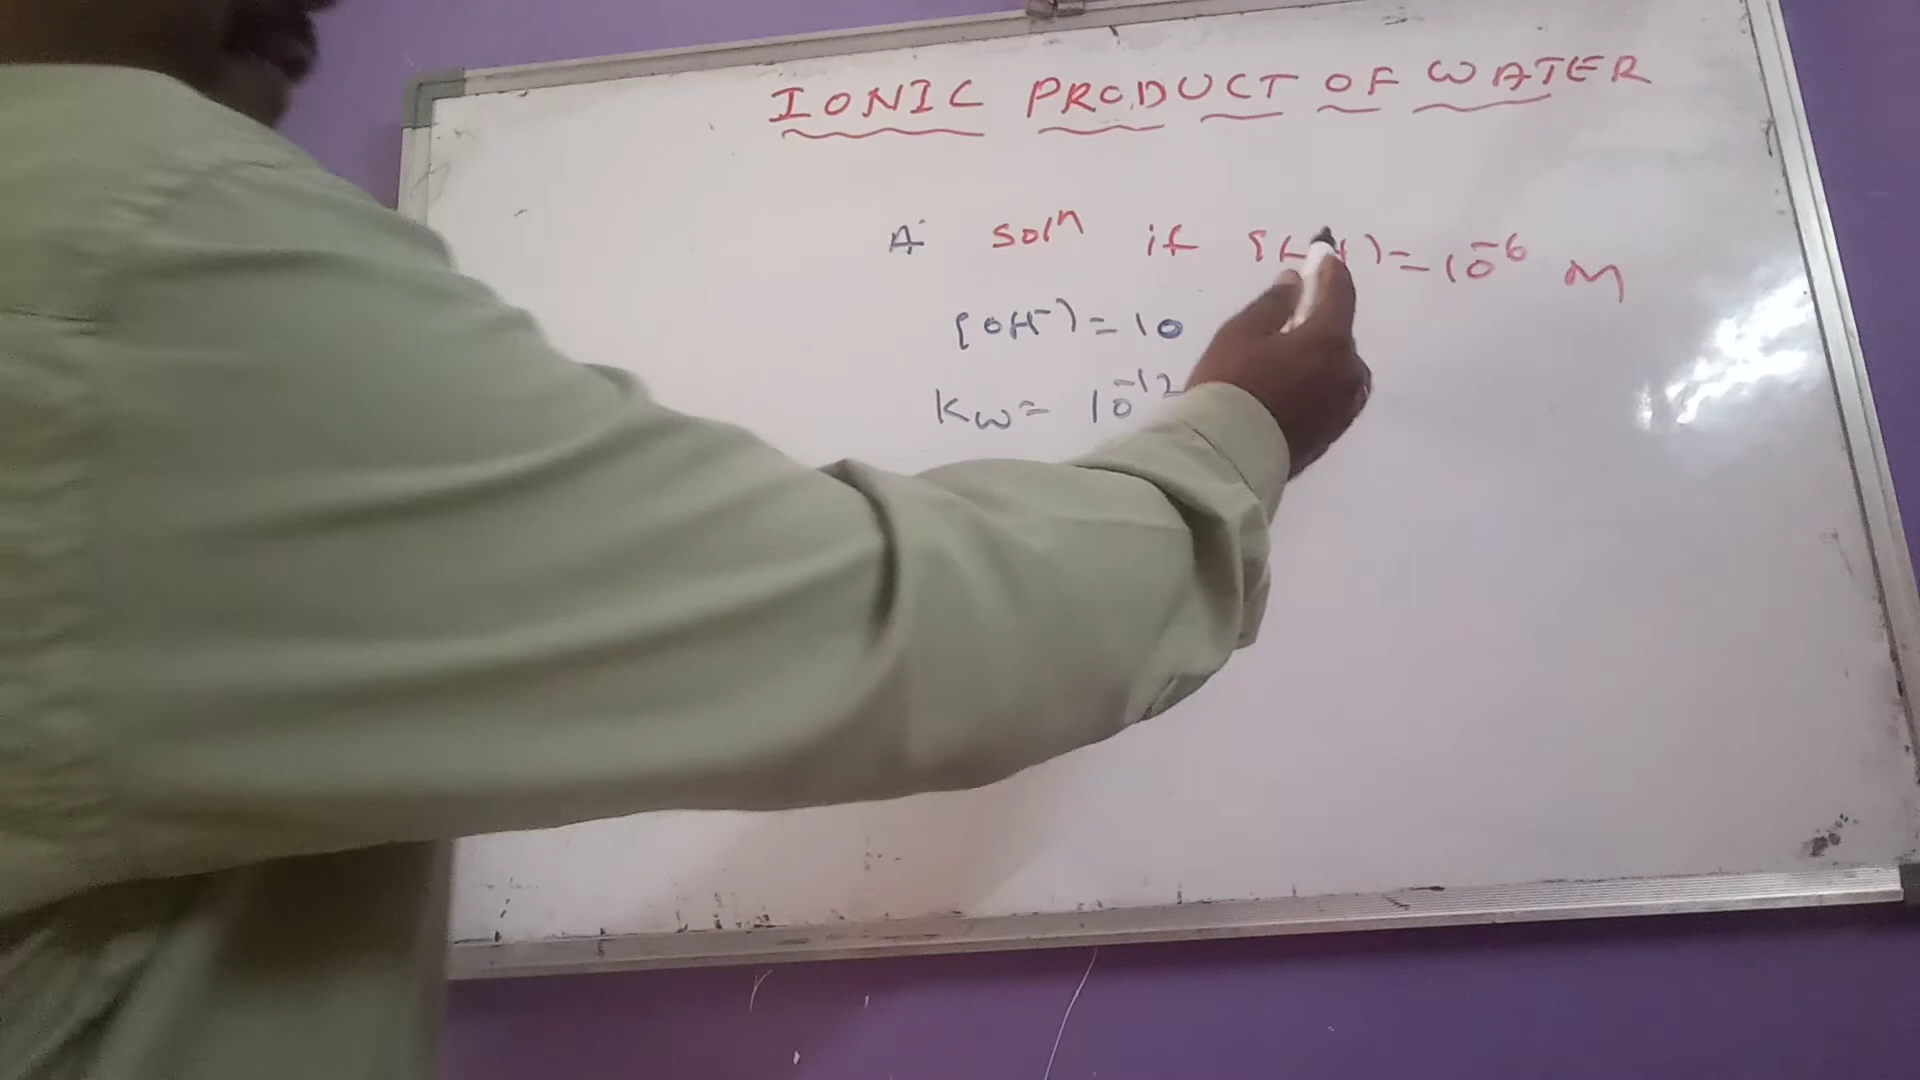 IONIC PRODUCT OF WATER
A solⁿ if = 10⁻⁶ M
[OH⁻) = 10
Kw = 10⁻¹²